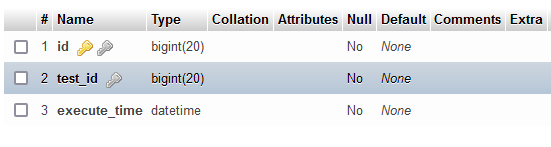 # Name Type Collation Attributes Null Default Comments Extra
1 id bigint(20) No None
2 test_id bigint(20) No None
3 execute_time datetime No None